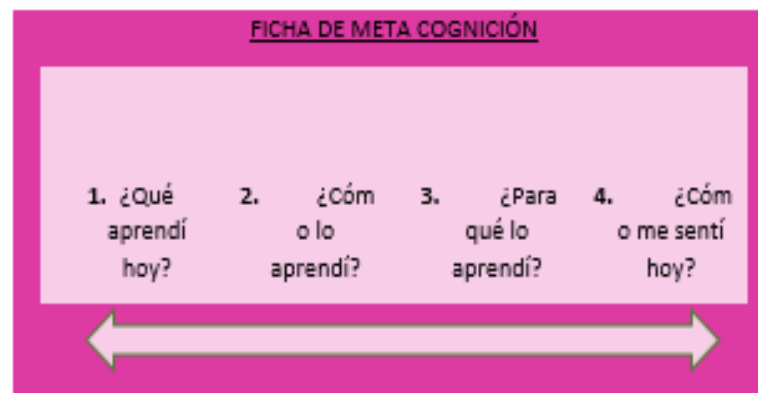 FICHA DE META COGNICIÓN
1. ¿Qué
aprendí
hoy?
2. ¿Cóm
o lo
aprendí?
3. ¿Para
qué lo
aprendí?
4. ¿Cóm
o me sentí
hoy?